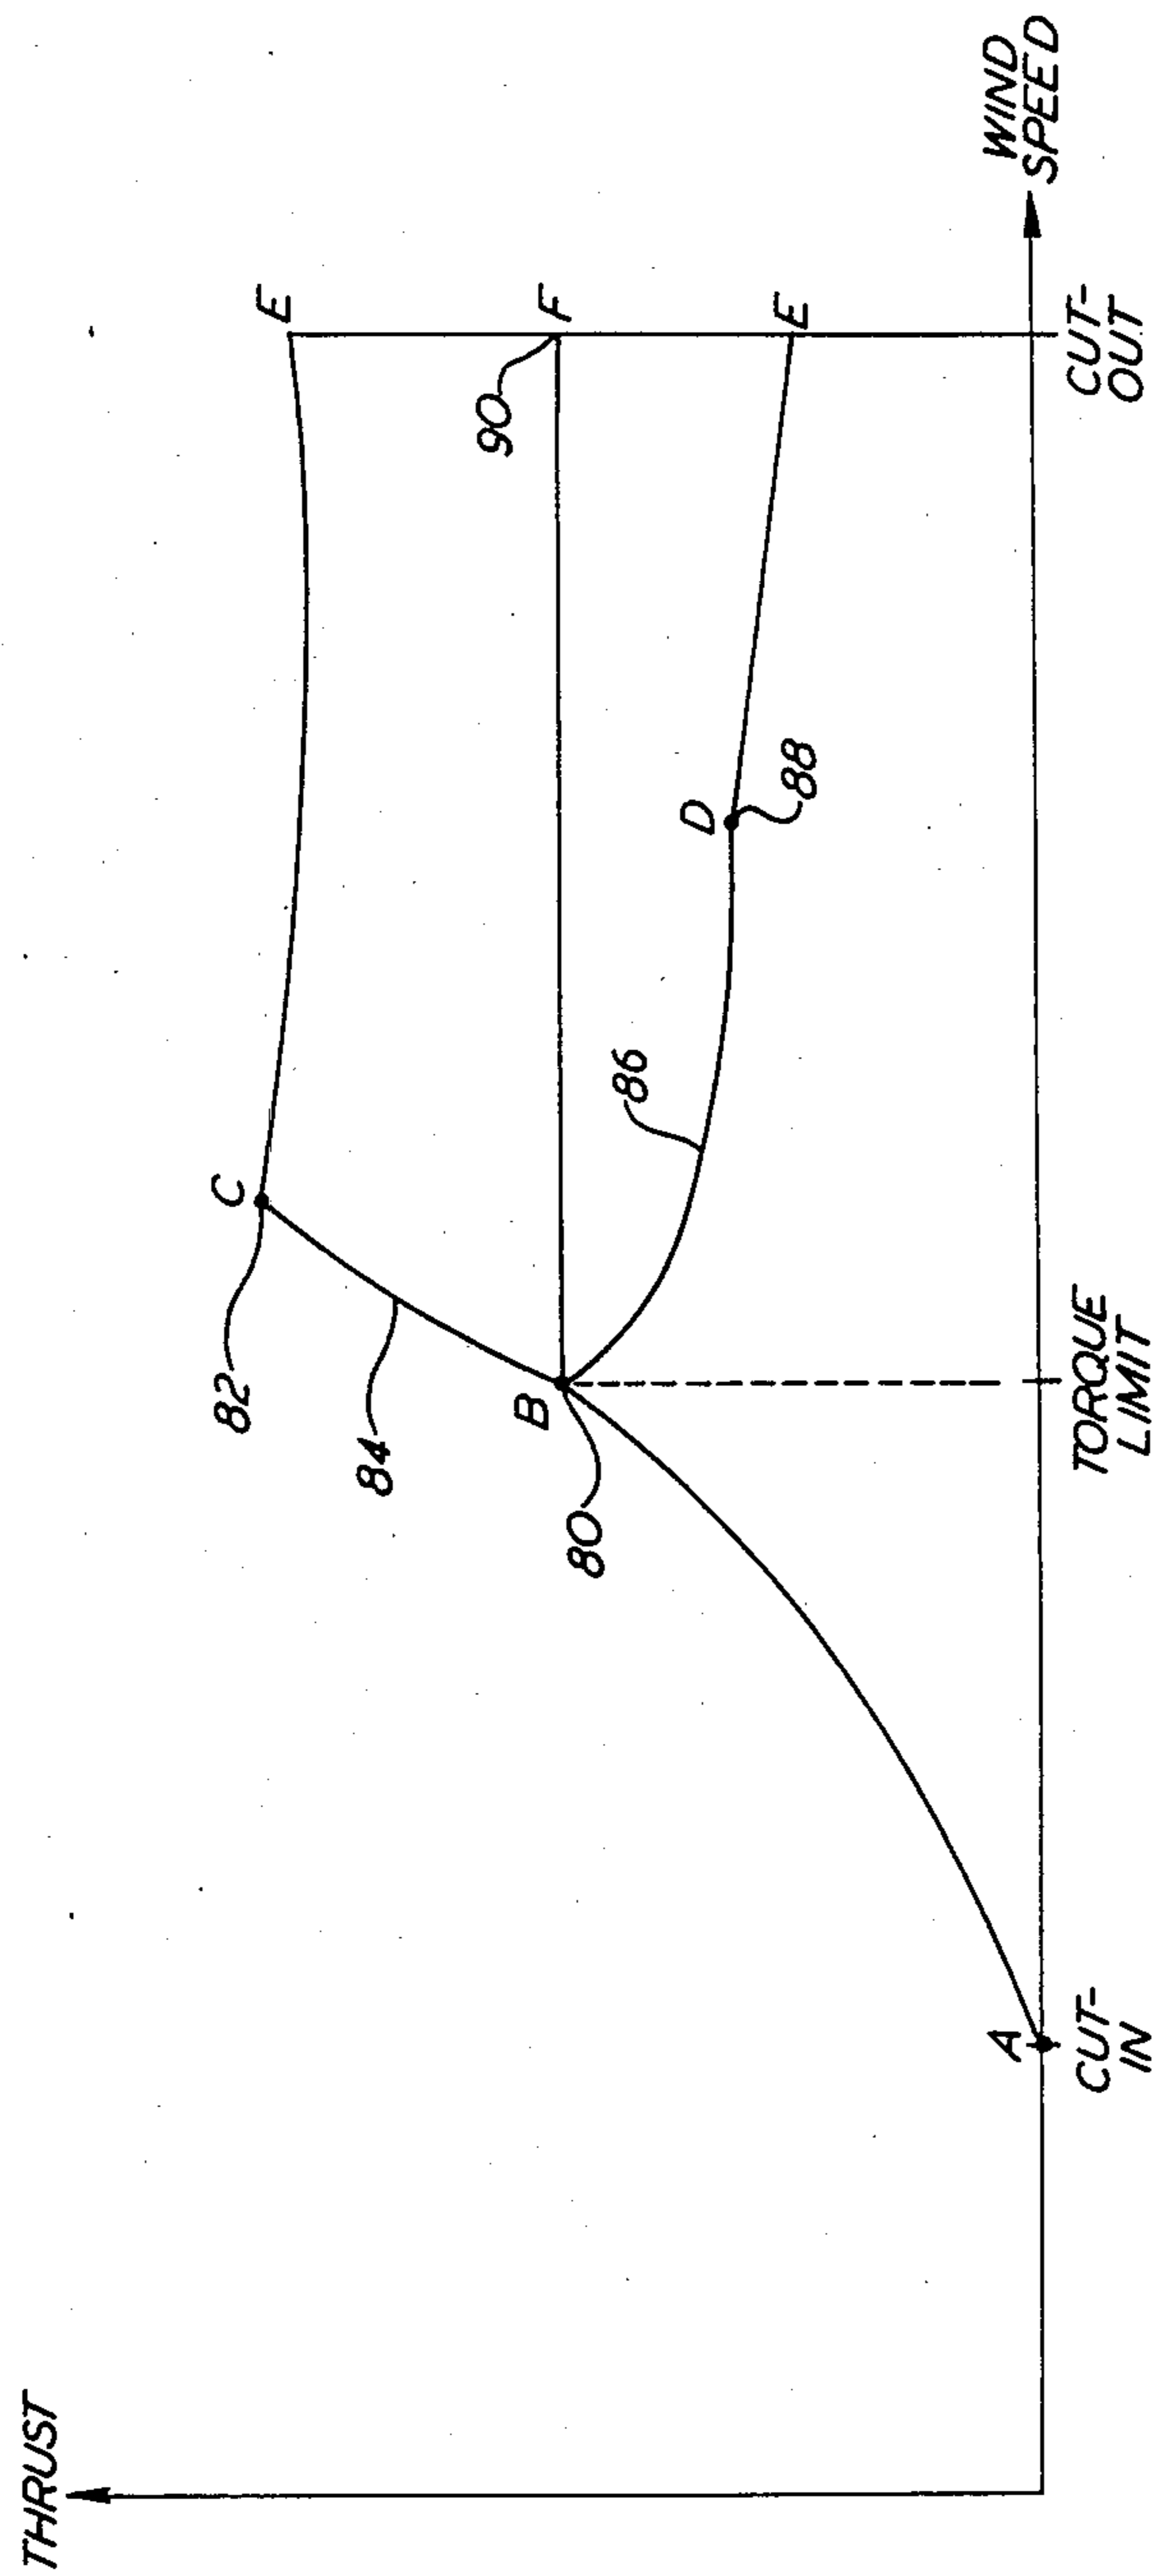 THRUST
82
C
E
84
B
80
90
F
86
D
88
E
A
CUT-
IN
TORQUE
LIMIT
CUT-
OUT
WIND
SPEED